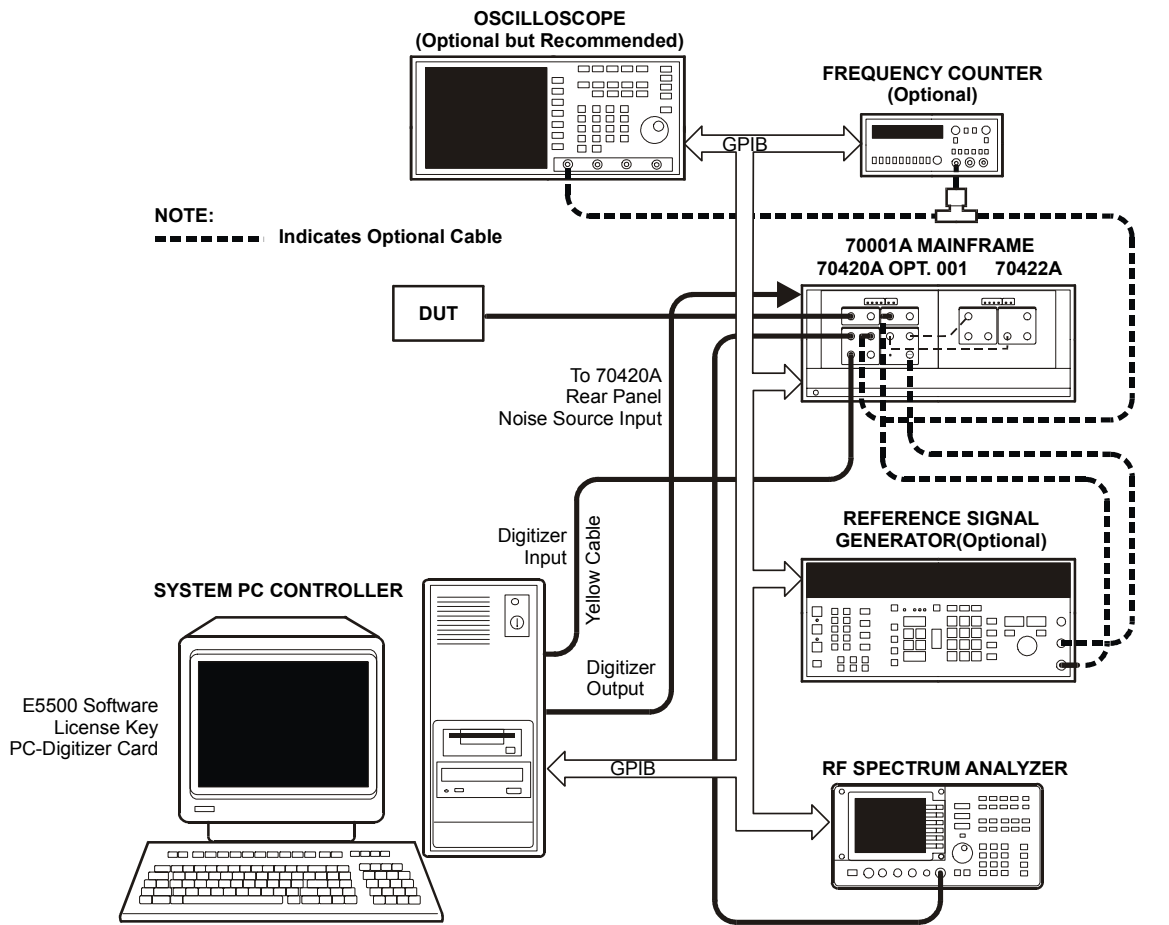 OSCILLOSCOPE
(Optional but Recommended)
FREQUENCY COUNTER
(Optional)
GPIB
NOTE:
Indicates Optional Cable
70001A MAINFRAME
70420A OPT. 001 70422A
DUT
To 70420A
Rear Panel
Noise Source Input
Digitizer
Input
Yellow Cable
REFERENCE SIGNAL
GENERATOR(Optional)
SYSTEM PC CONTROLLER
Digitizer
Output
E5500 Software
License Key
PC-Digitizer Card
GPIB
RF SPECTRUM ANALYZER